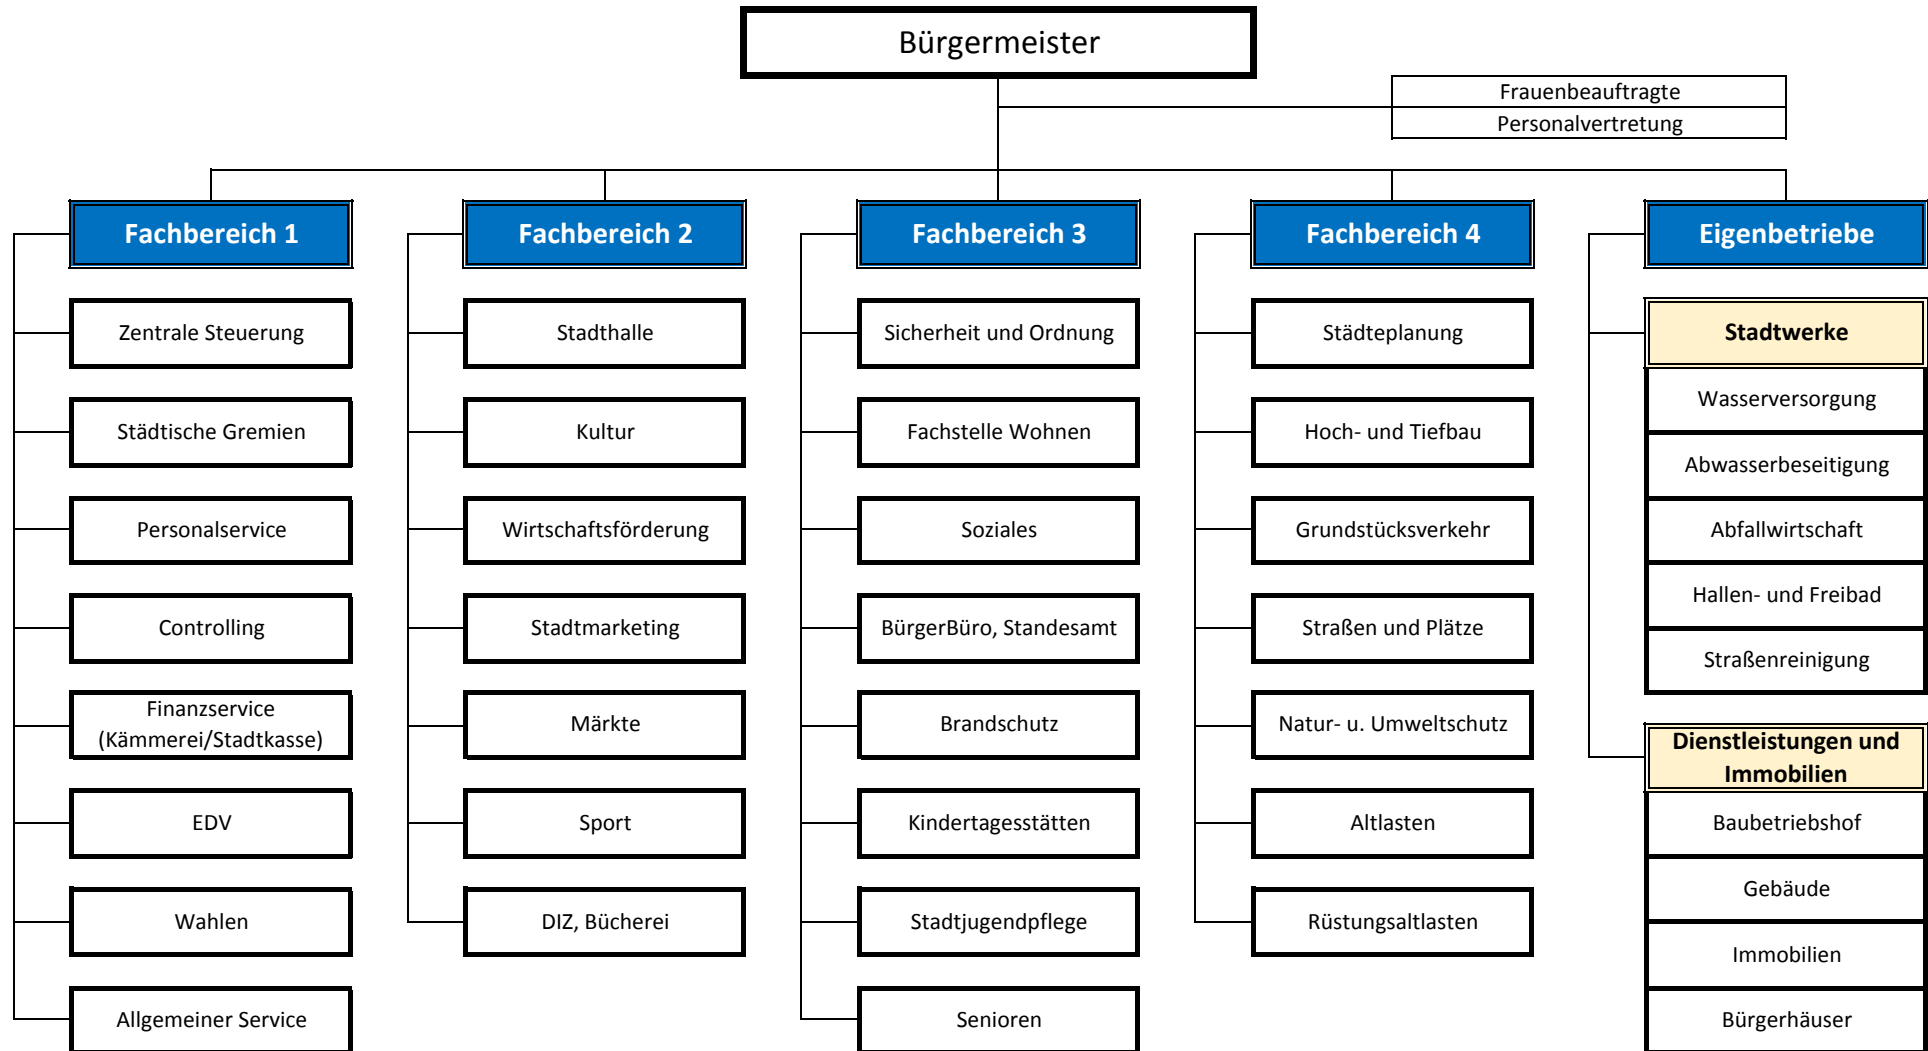 Bürgermeister
Frauenbeauftragte
Personalvertretung
Fachbereich 1
Zentrale Steuerung
Städtische Gremien
Personalservice
Controlling
Finanzservice
(Kämmerei/Stadtkasse)
EDV
Wahlen
Allgemeiner Service
Fachbereich 2
Stadthalle
Kultur
Wirtschaftsförderung
Stadtmarketing
Märkte
Sport
DIZ, Bücherei
Fachbereich 3
Sicherheit und Ordnung
Fachstelle Wohnen
Soziales
BürgerBüro, Standesamt
Brandschutz
Kindertagesstätten
Stadtjugendpflege
Senioren
Fachbereich 4
Städteplanung
Hoch- und Tiefbau
Grundstücksverkehr
Straßen und Plätze
Natur- u. Umweltschutz
Altlasten
Rüstungsaltlasten
Eigenbetriebe
Stadtwerke
Wasserversorgung
Abwasserbeseitigung
Abfallwirtschaft
Hallen- und Freibad
Straßenreinigung
Dienstleistungen und
Immobilien
Baubetriebshof
Gebäude
Immobilien
Bürgerhäuser